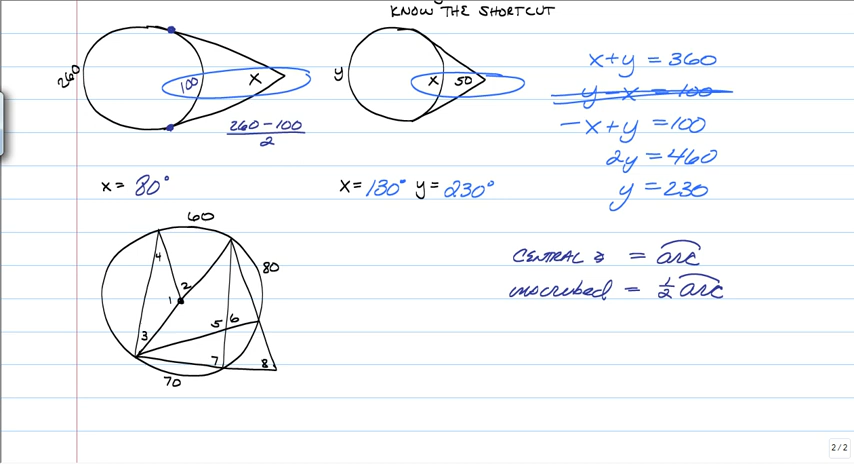 KNOW THE SHORTCUT
260
100
x
260-100
2
x = 80°
y
x
50
x = 130° y = 230°
x + y = 360
y - x = 100
-x + y = 100
2y = 460
y = 230
60
4
80
2
1
3
5 6
7
8
70
CENTRAL = arc
inscribed = 1/2 arc
2/2